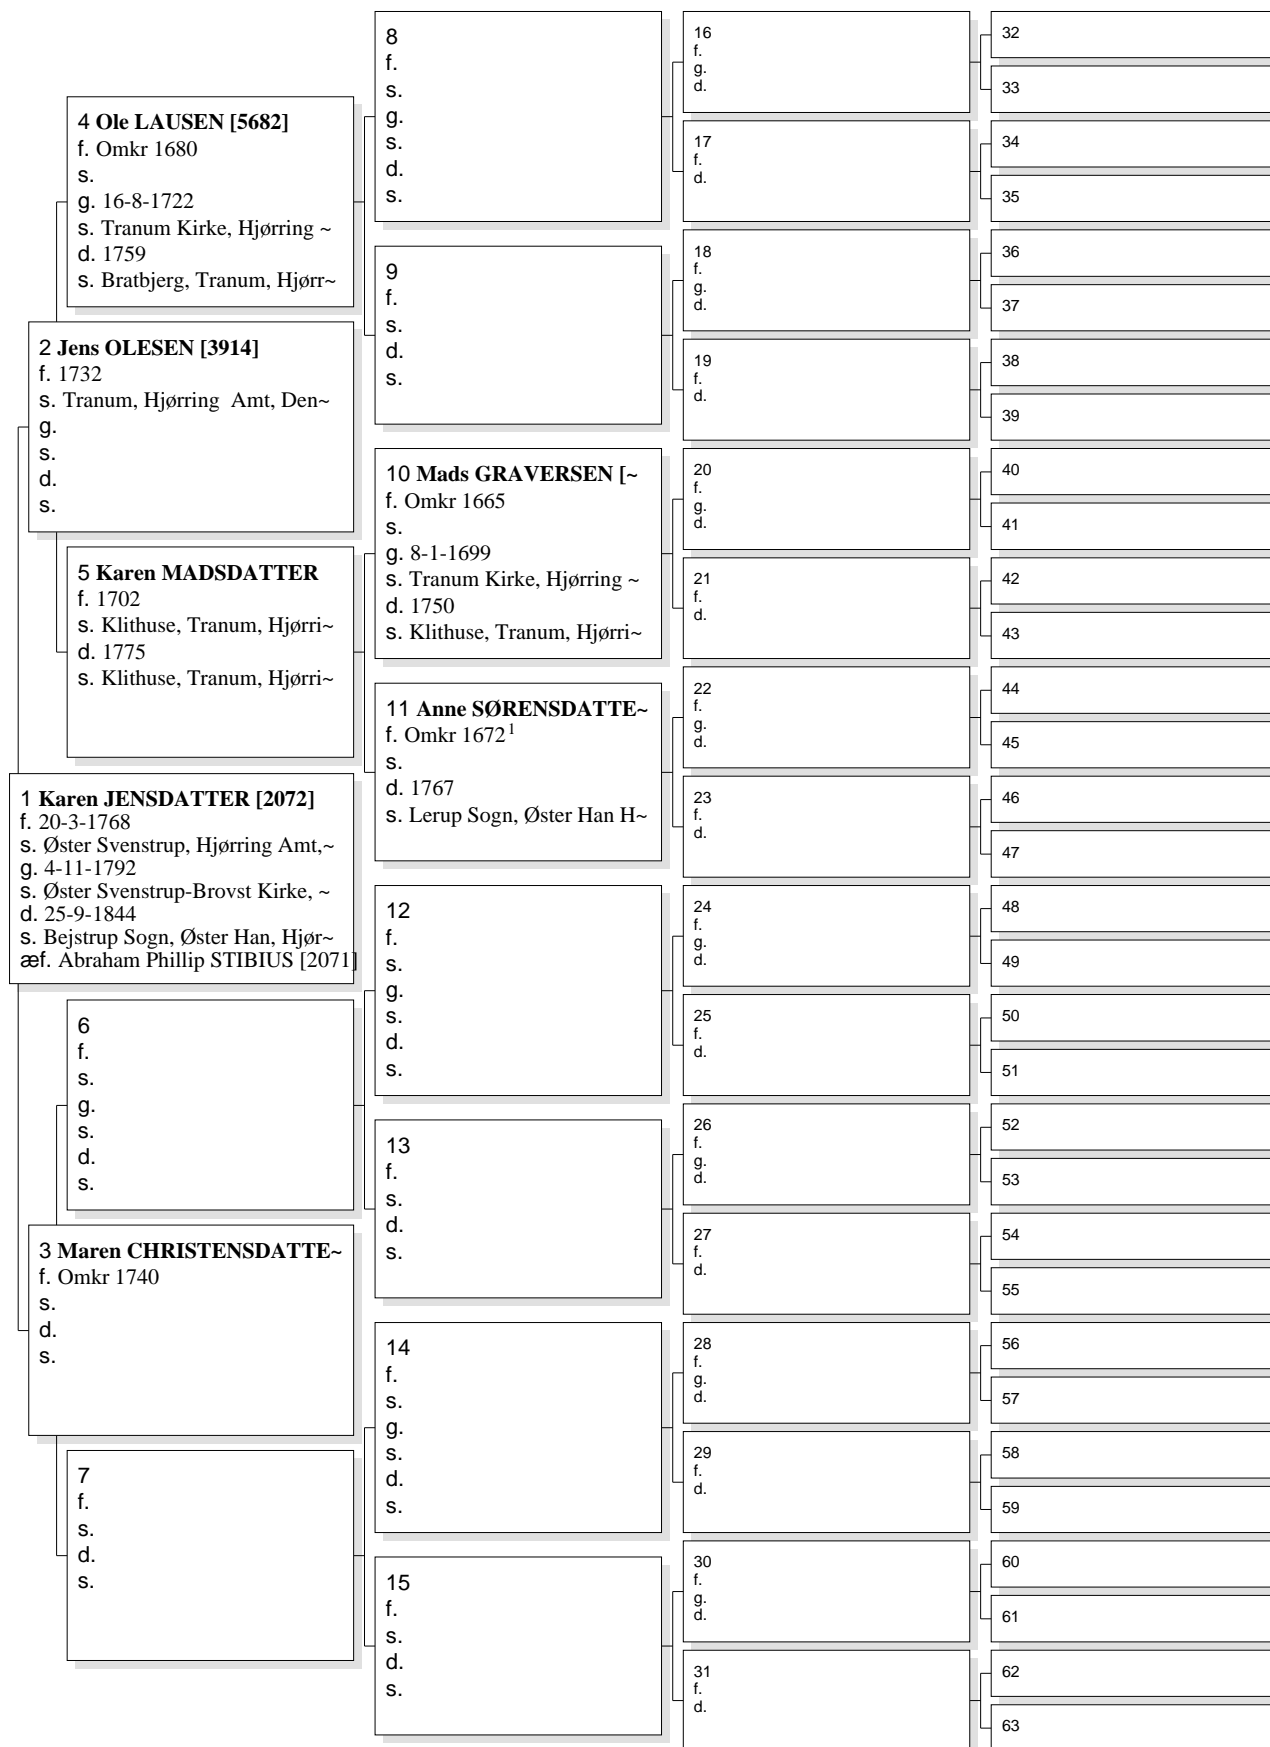 4 Ole LAUSEN [5682]
f. Omkr 1680
s.
g. 16-8-1722
s. Tranum Kirke, Hjørring ~
d. 1759
s. Bratbjerg, Tranum, Hjørr~
2 Jens OLESEN [3914]
f. 1732
s. Tranum, Hjørring  Amt, Den~
g.
s.
d.
s.
5 Karen MADSDATTER
f. 1702
s. Klithuse, Tranum, Hjørri~
d. 1775
s. Klithuse, Tranum, Hjørri~
1 Karen JENSDATTER [2072]
f. 20-3-1768
s. Øster Svenstrup, Hjørring Amt,~
g. 4-11-1792
s. Øster Svenstrup-Brovst Kirke, ~
d. 25-9-1844
s. Bejstrup Sogn, Øster Han, Hjør~
æf. Abraham Phillip STIBIUS [2071]
6
f.
s.
g.
s.
d.
s.
3 Maren CHRISTENSDATTE~
f. Omkr 1740
s.
d.
s.
7
f.
s.
d.
s.
8
f.
s.
g.
s.
d.
s.
9
f.
s.
d.
s.
10 Mads GRAVERSEN [~
f. Omkr 1665
s.
g. 8-1-1699
s. Tranum Kirke, Hjørring ~
d. 1750
s. Klithuse, Tranum, Hjørri~
11 Anne SØRENSDATTE~
f. Omkr 1672 1
s.
d. 1767
s. Lerup Sogn, Øster Han H~
12
f.
s.
g.
s.
d.
s.
13
f.
s.
d.
s.
14
f.
s.
g.
s.
d.
s.
15
f.
s.
d.
s.
16
f.
g.
d.
17
f.
d.
18
f.
g.
d.
19
f.
d.
20
f.
g.
d.
21
f.
d.
22
f.
g.
d.
23
f.
d.
24
f.
g.
d.
25
f.
d.
26
f.
g.
d.
27
f.
d.
28
f.
g.
d.
29
f.
d.
30
f.
g.
d.
31
f.
d.
32
33
34
35
36
37
38
39
40
41
42
43
44
45
46
47
48
49
50
51
52
53
54
55
56
57
58
59
60
61
62
63